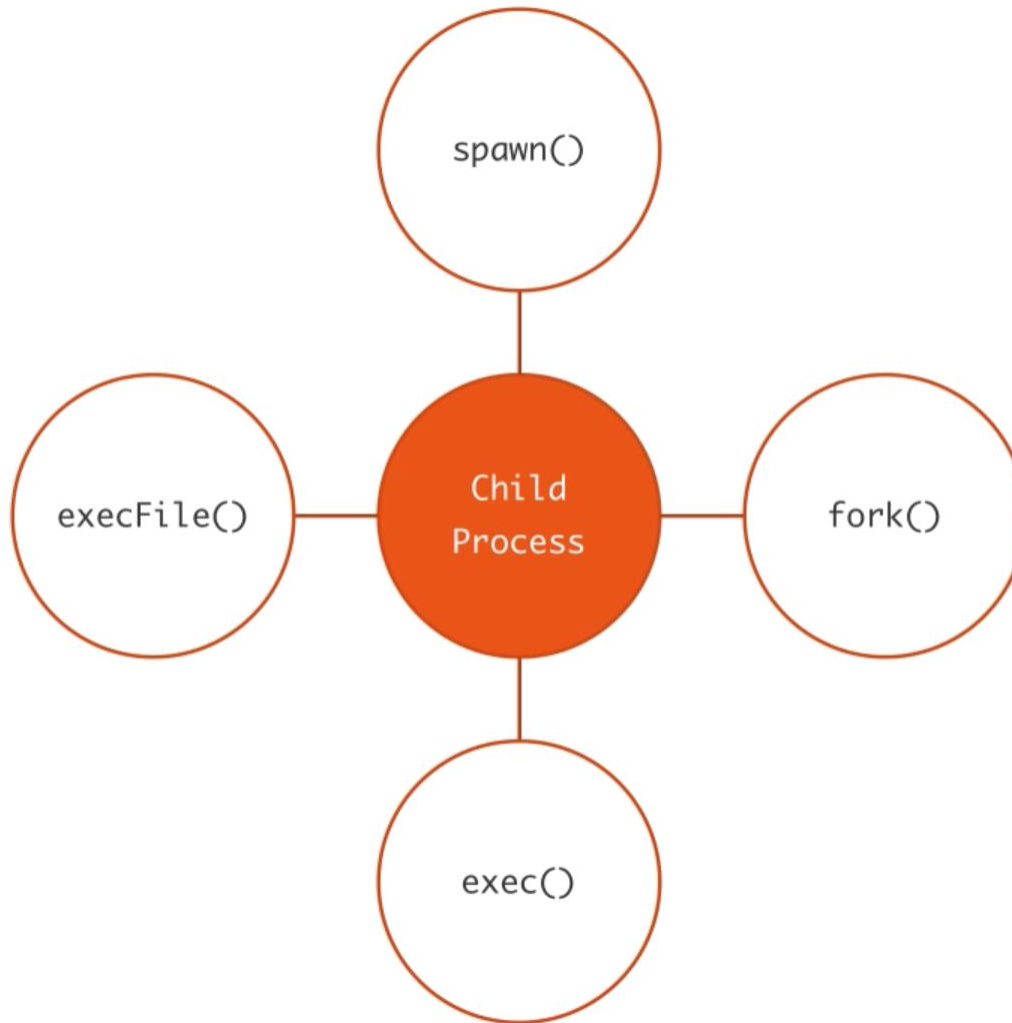 spawn()
execFile()
Child
Process
fork()
exec()